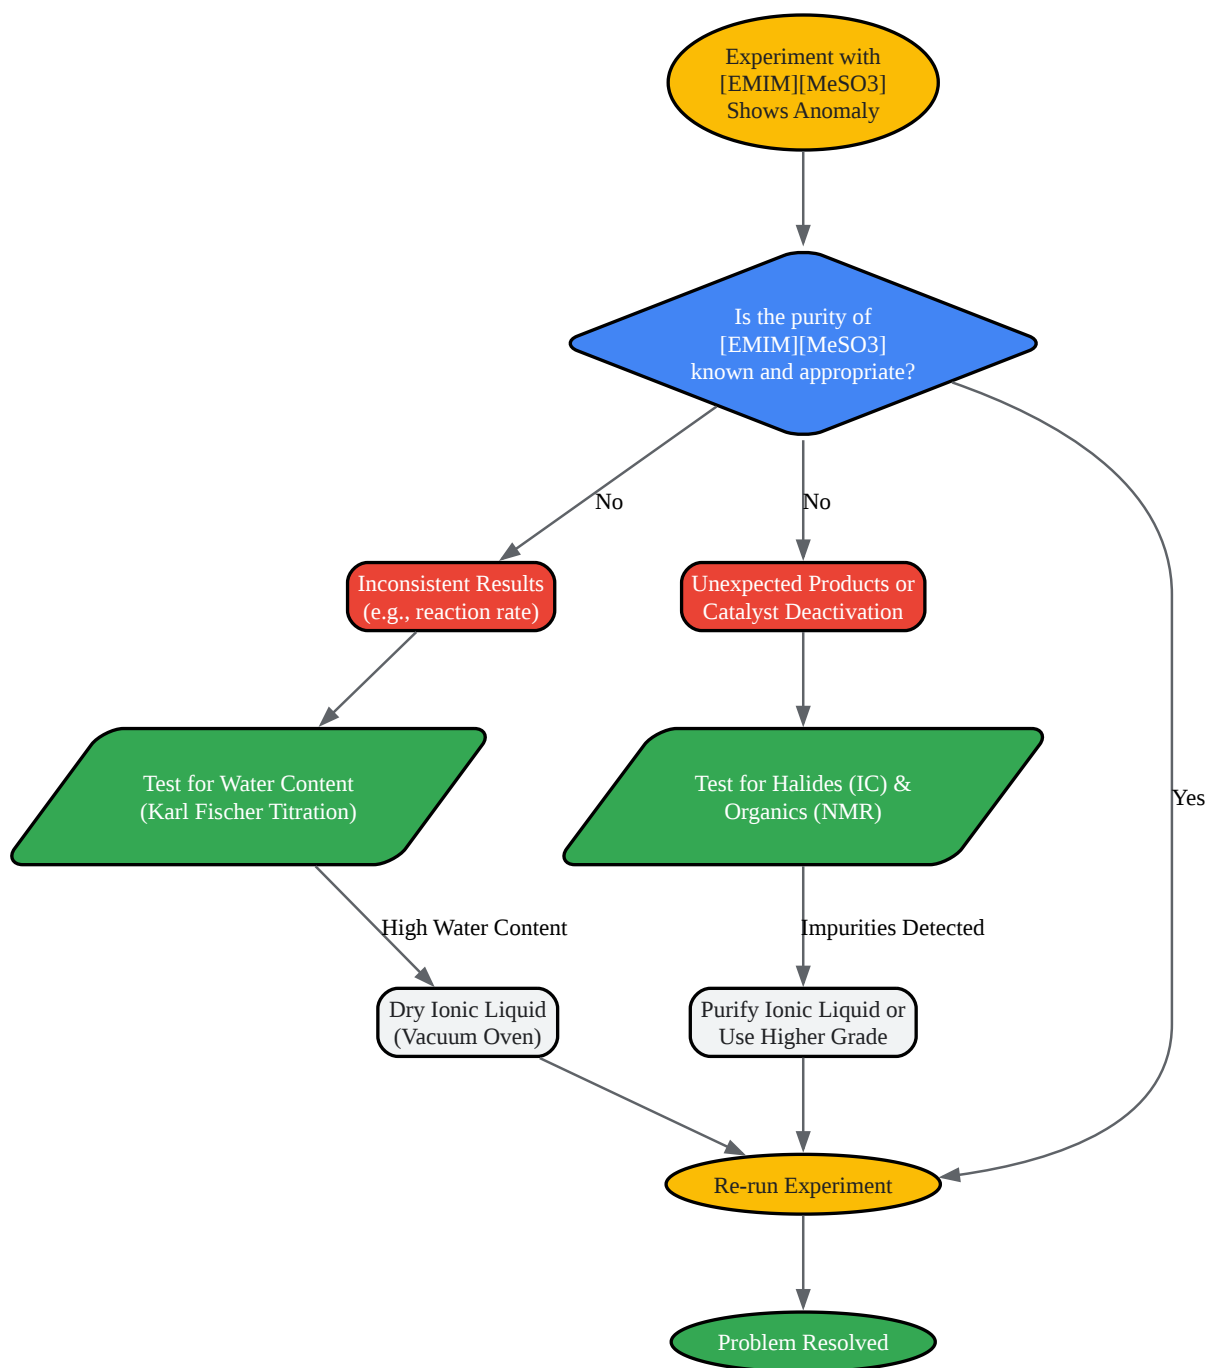 Experiment with
[EMIM][MeSO3]
Shows Anomaly
Is the purity of
[EMIM][MeSO3]
known and appropriate?
No
No
Yes
Inconsistent Results
(e.g., reaction rate)
Unexpected Products or
Catalyst Deactivation
Test for Water Content
(Karl Fischer Titration)
Test for Halides (IC) &
Organics (NMR)
High Water Content
Impurities Detected
Dry Ionic Liquid
(Vacuum Oven)
Purify Ionic Liquid or
Use Higher Grade
Re-run Experiment
Problem Resolved